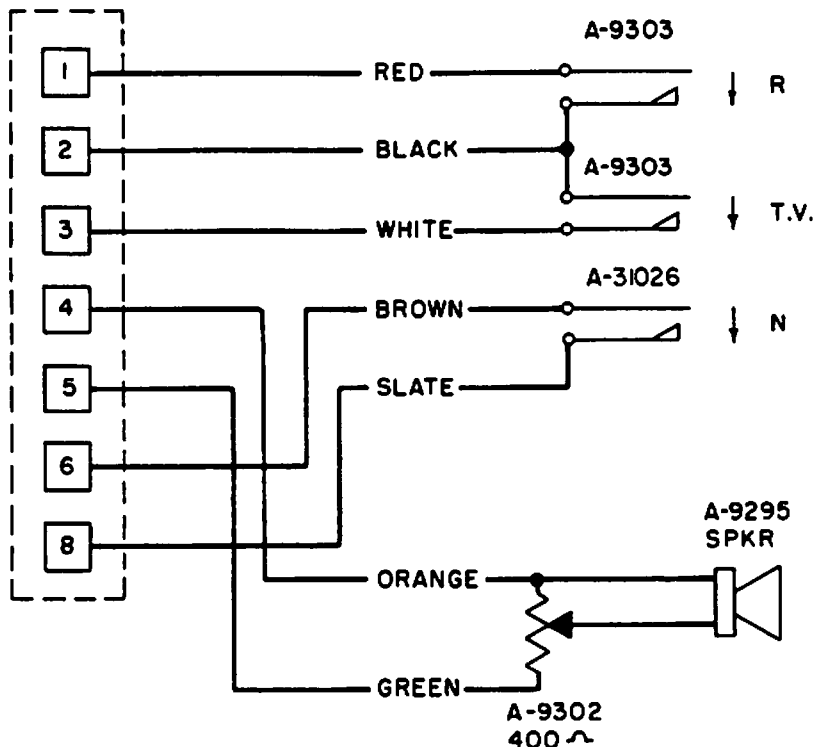 A-9303
1 RED R
2 BLACK
A-9303
3 WHITE T.V.
A-31026
4 BROWN N
5 SLATE
6
A-9295
8 SPKR
ORANGE
GREEN
A-9302
400